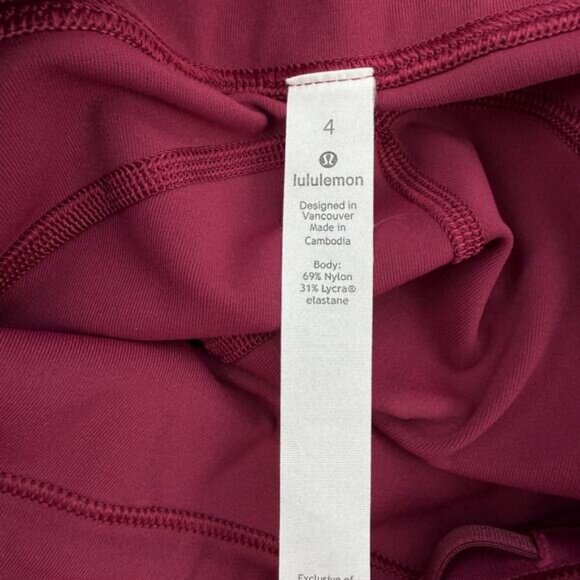 4
lululemon
Designed in
Vancouver
Made in
Cambodia
Body:
69% Nylon
31% Lycra®
elastane
Exclusive of